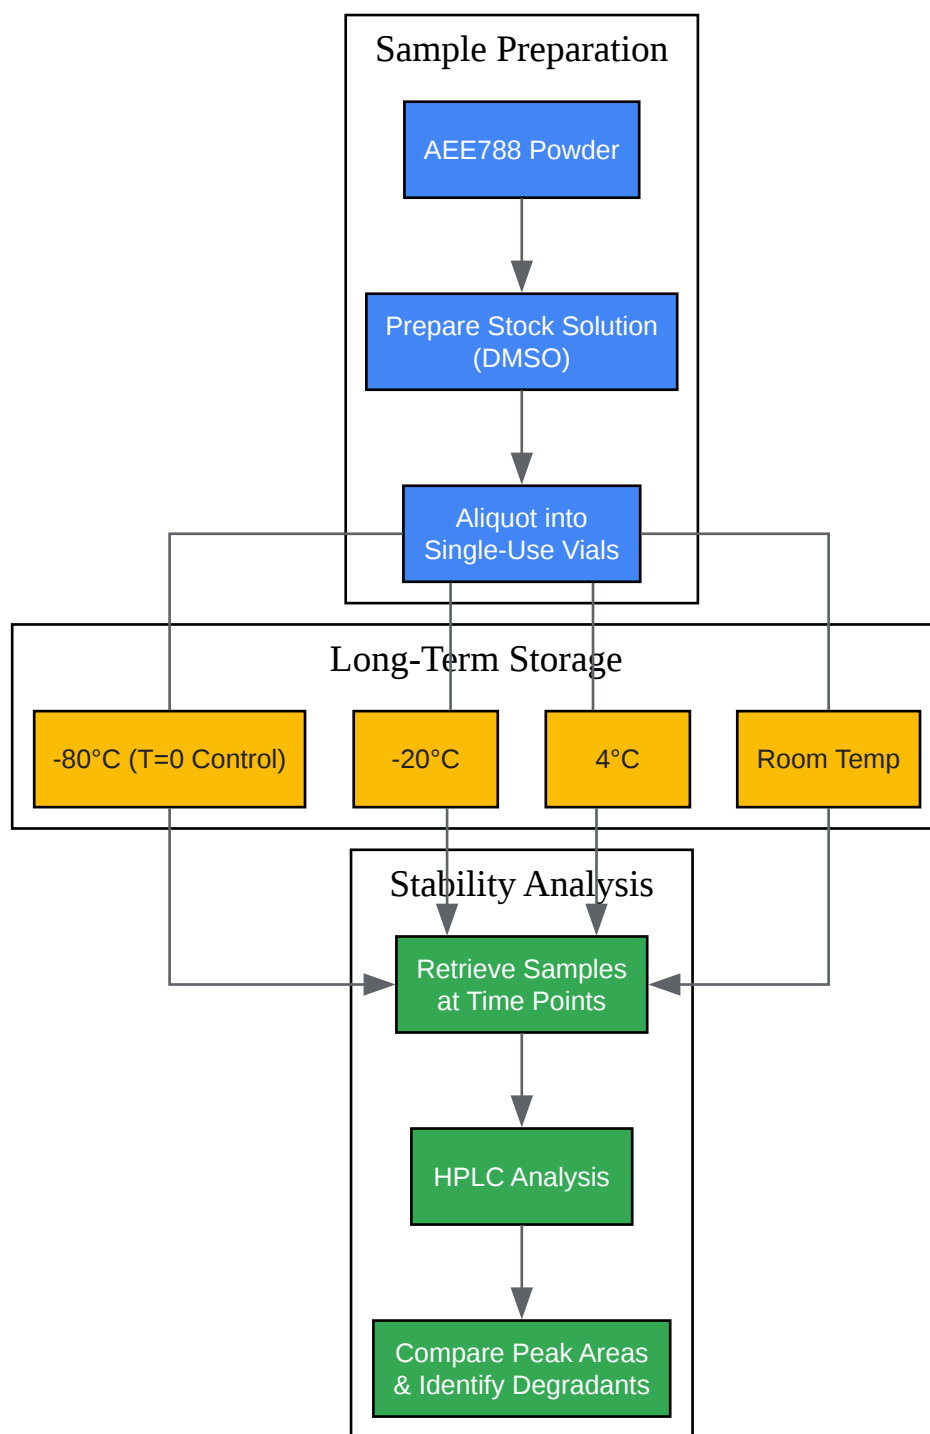 Sample Preparation
AEE788 Powder
Prepare Stock Solution
(DMSO)
Aliquot into
Single-Use Vials
Long-Term Storage
-80°C (T=0 Control)
-20°C
4°C
Room Temp
Stability Analysis
Retrieve Samples
at Time Points
HPLC Analysis
Compare Peak Areas
& Identify Degradants